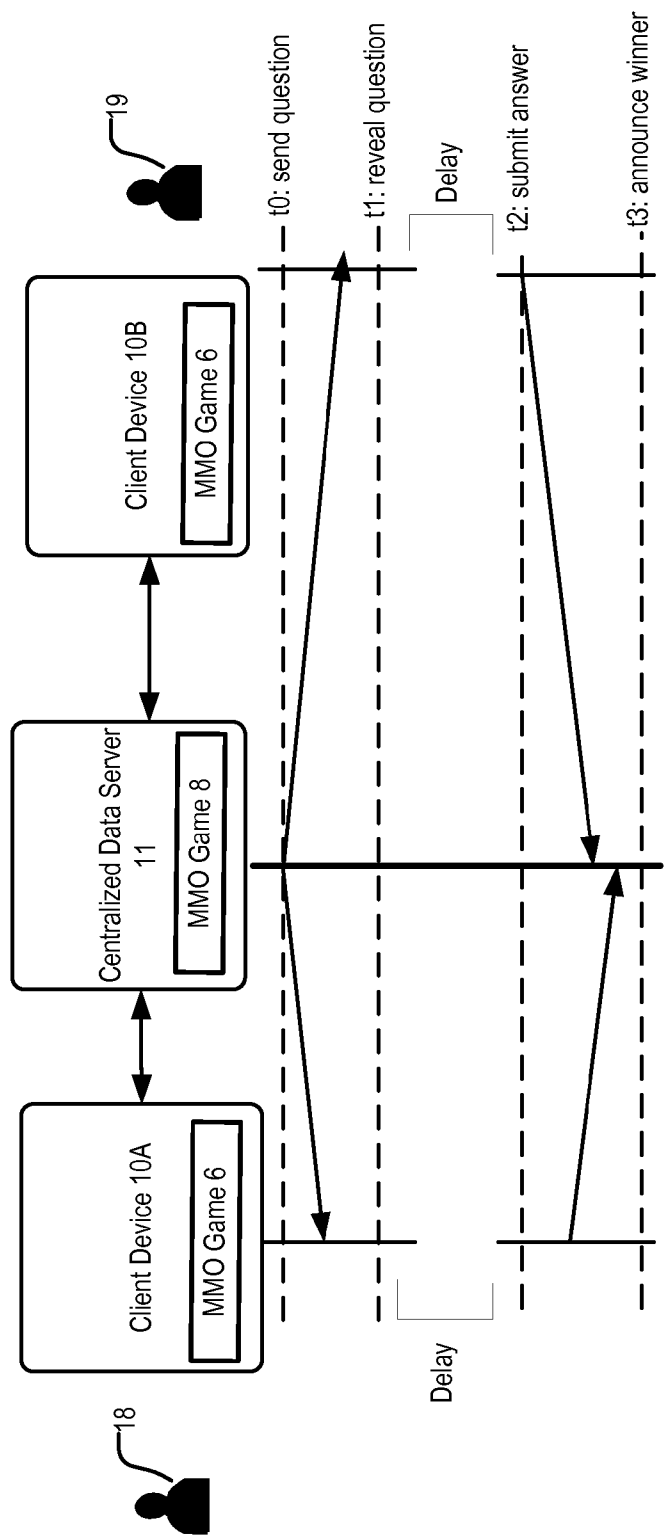 18
Client Device 10A
MMO Game 6
Centralized Data Server
11
MMO Game 8
Client Device 10B
MMO Game 6
19
t0: send question
t1: reveal question
Delay
Delay
t2: submit answer
t3: announce winner